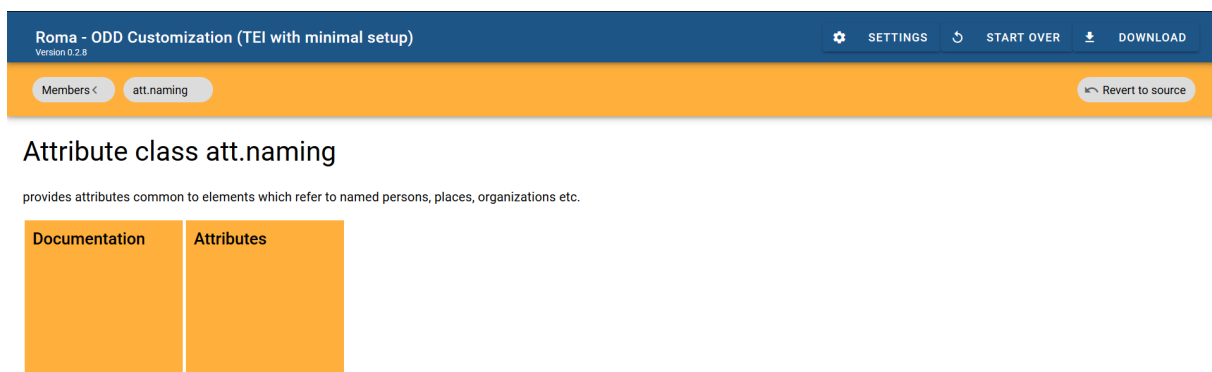 Roma - ODD Customization (TEI with minimal setup)
Version 0.2.8
SETTINGS
START OVER
DOWNLOAD
Members <
att.naming
Revert to source
Attribute class att.naming
provides attributes common to elements which refer to named persons, places, organizations etc.
Documentation
Attributes